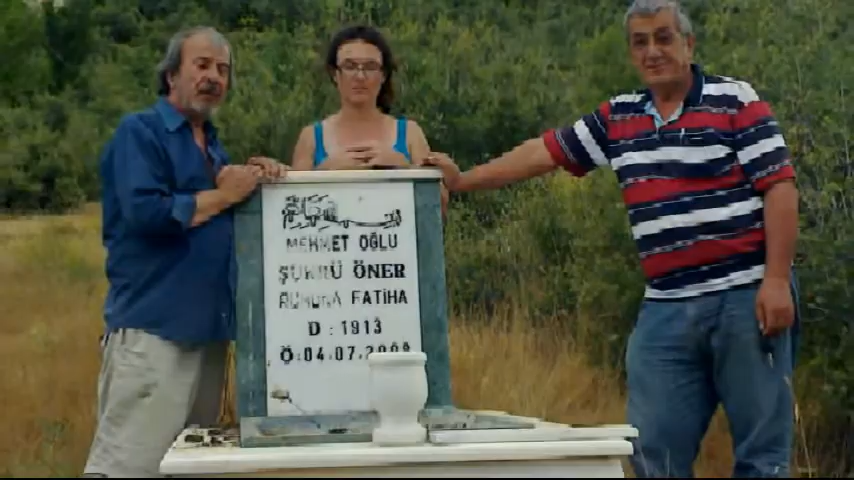 MEHMET OĞLU
ŞÜKRÜ ÖNER
RUHUNA FATİHA
D : 1913
Ö : 04.07.